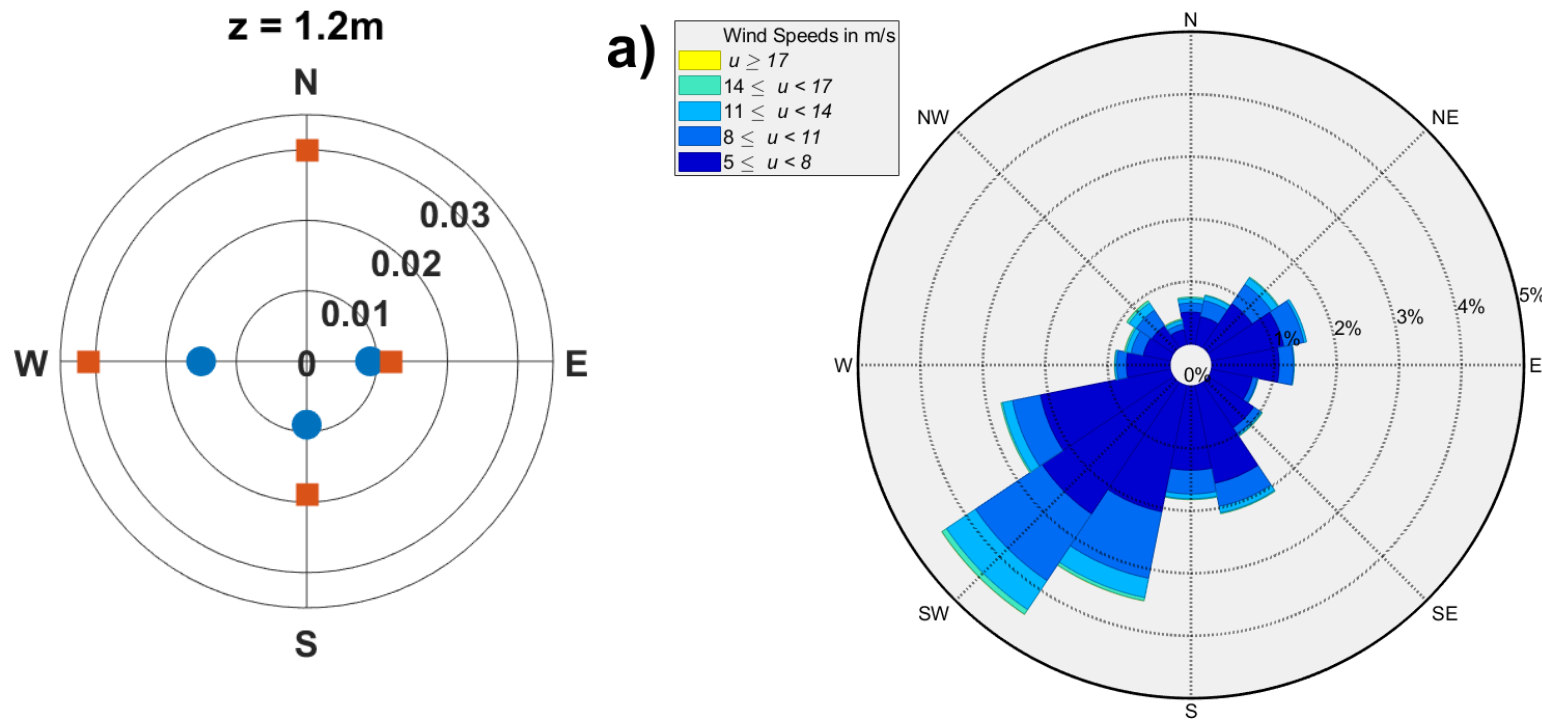 z = 1.2m
N
0.03
0.02
0.01
W
0
E
S
a)
Wind Speeds in m/s
u ≥ 17
14 ≤ u < 17
11 ≤ u < 14
8 ≤ u < 11
5 ≤ u < 8
N
NW
NE
5%
4%
3%
2%
1%
0%
W
E
SW
SE
S